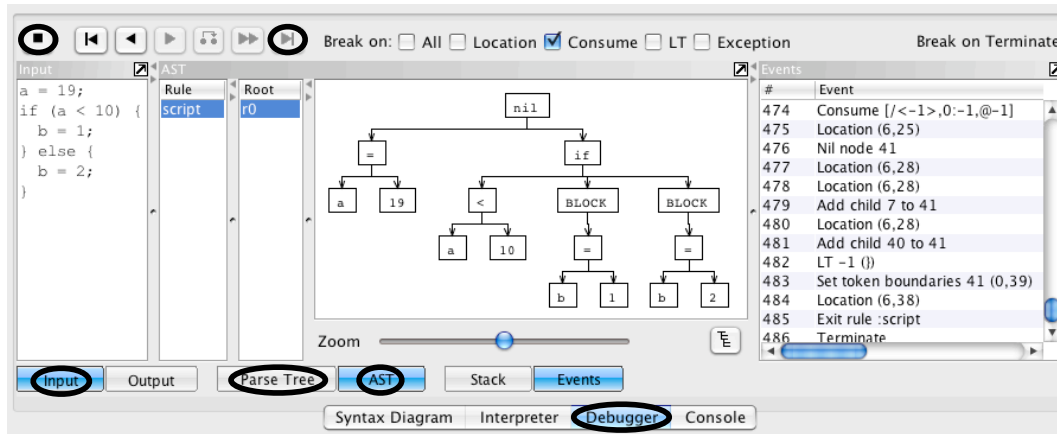 Break on: All Location Consume LT Exception Break on Terminate
Input
a = 19;
if (a < 10) {
b = 1;
} else {
b = 2;
}
AST
Rule
script
Root
r0
nil
= if
a 19 < BLOCK BLOCK
a 10 = =
b 1 b 2
Zoom
Events
# Event
474 Consume [/<-1>,0:-1,@-1]
475 Location (6,25)
476 Nil node 41
477 Location (6,28)
478 Location (6,28)
479 Add child 7 to 41
480 Location (6,28)
481 Add child 40 to 41
482 LT -1 (})
483 Set token boundaries 41 (0,39)
484 Location (6,38)
485 Exit rule :script
486 Terminate
Input Output Parse Tree AST Stack Events
Syntax Diagram Interpreter Debugger Console